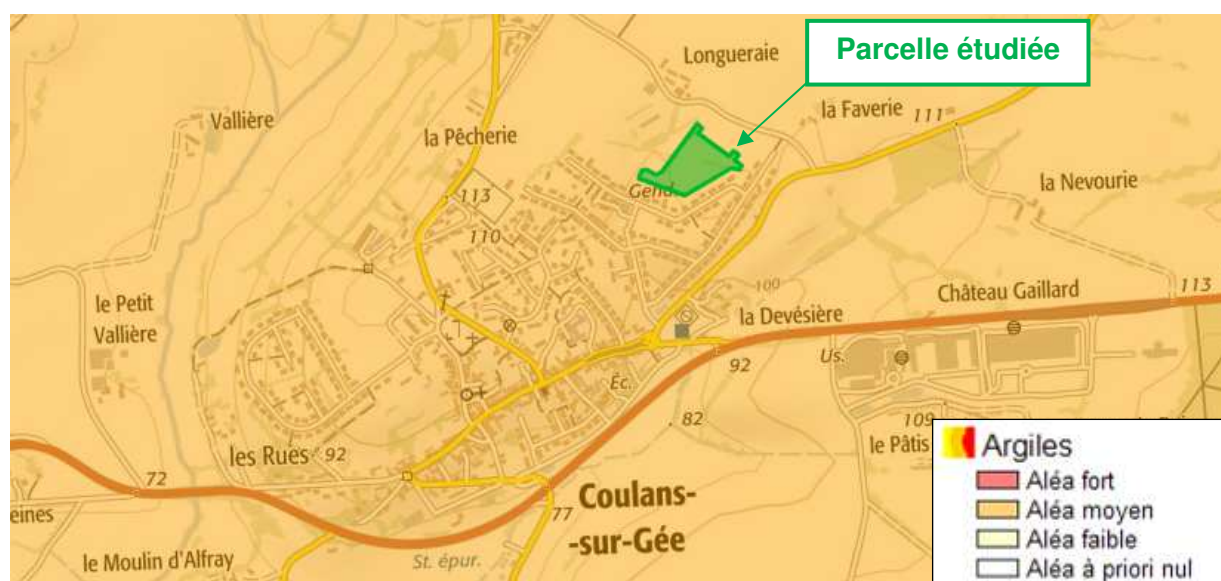 Parcelle étudiée
Longueraie
la Faverie
111
Vallière
la Pêcherie
Gend.
la Nevourie
113
110
le Petit
Vallière
100
Château Gaillard
113
la Devésière
92
Us.
Éc.
82
109
le Pâtis
les Rues
92
72
Coulans-
-sur-Gée
77
eines
le Moulin d'Alfray
St. épur.
Argiles
Aléa fort
Aléa moyen
Aléa faible
Aléa à priori nul